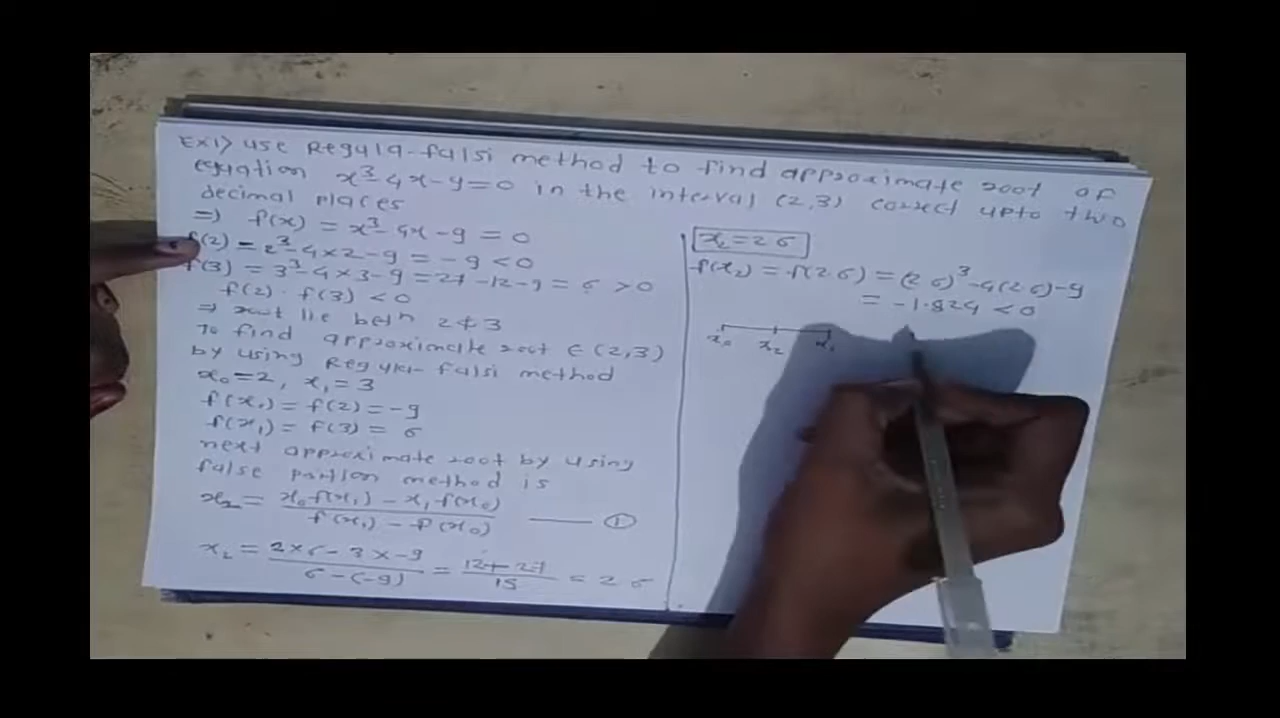 EX1) use Regula-falsi method to find approximate root of
equation x³-4x-9=0 in the interval (2,3) correct upto two
decimal places
=) f(x) = x³-4x-9=0
f(2) = 2³-4×2-9 = -9<0
f(3) = 3³-4×3-9 = 27-12-9 = 6 >0
f(2). f(3) <0
⇒ root lie betn 2 & 3
To find approximate root ∈ (2,3)
by using Regula-falsi method
x₀=2, x₁=3
f(x₁) = f(2) = -9
f(x₁) = f(3) = 6
next approximate root by using
false method is
x₂ = x₀f(x₁) - x₁f(x₀) / f(x₁) - f(x₀) —— ①
x₂ = 2×6-3×-9 / 6-(-9) = 12+27 / 15 = 2.6
x₂=2.6
f(x₂) = f(2.6) = (2.6)³-4(2.6)-9
= -1.824 <0
x₀ x₂ x₁